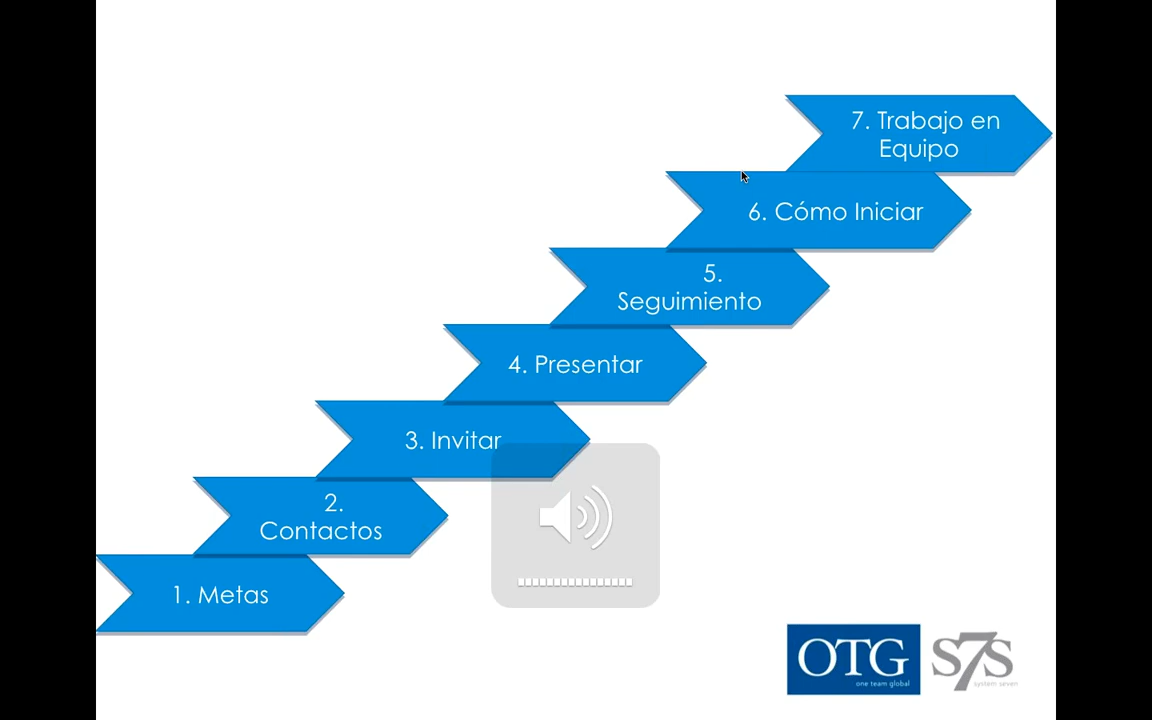 7. Trabajo en
Equipo
6. Cómo Iniciar
5.
Seguimiento
4. Presentar
3. Invitar
2.
Contactos
1. Metas
OTG
one team global
S7S
system seven